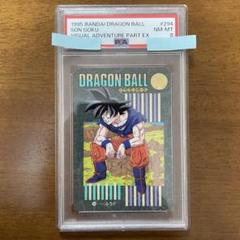 1995 BANDAI DRAGON BALL #294
SON GOKU NM-MT
VISUAL ADVENTURE PART EX 8
PSA
DRAGON BALL